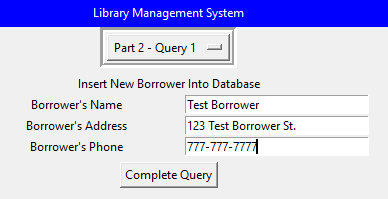 Library Management System
Part 2 - Query 1
Insert New Borrower Into Database
Borrower's Name Test Borrower
Borrower's Address 123 Test Borrower St.
Borrower's Phone 777-777-7777
Complete Query